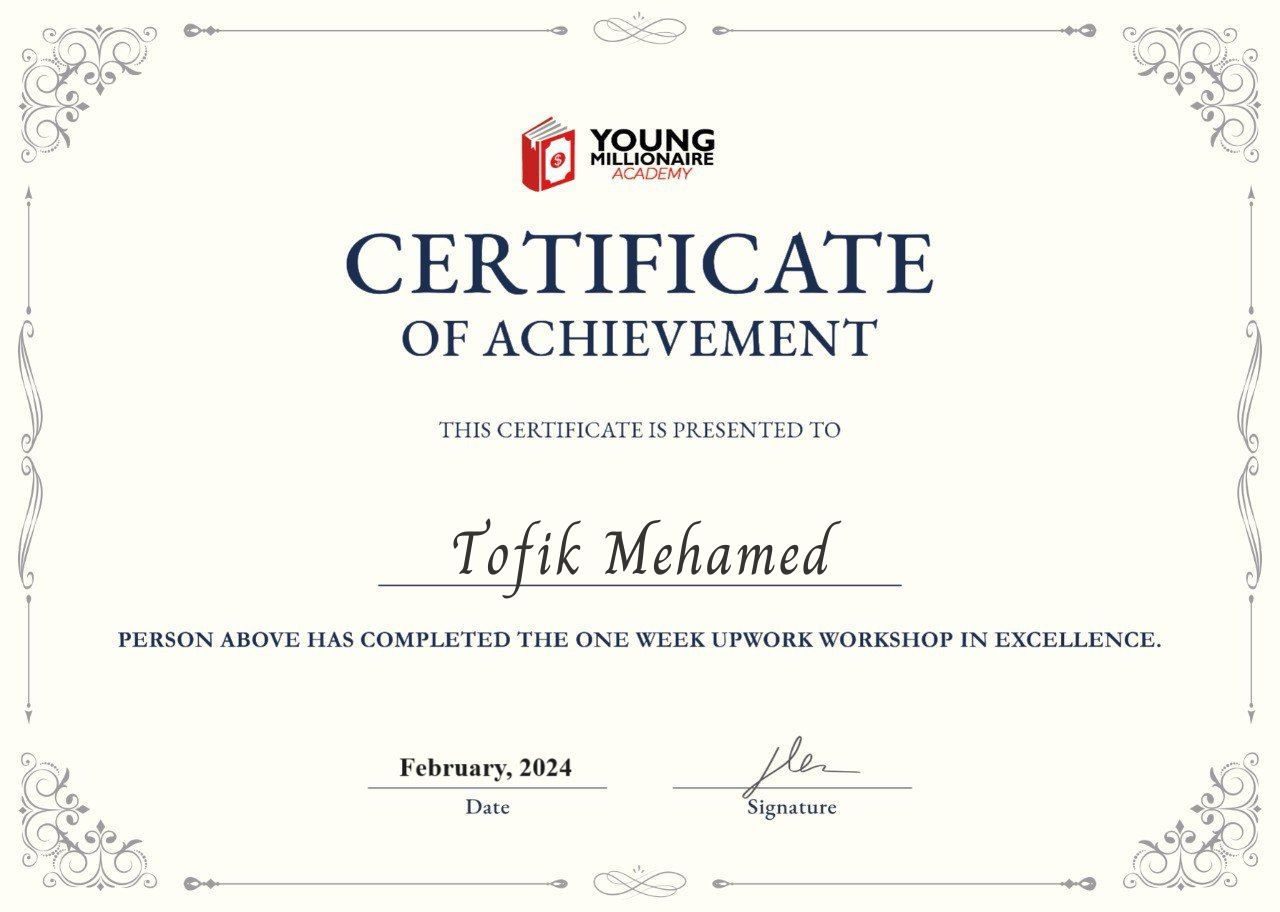 YOUNG
MILLIONAIRE
ACADEMY
CERTIFICATE
OF ACHIEVEMENT
THIS CERTIFICATE IS PRESENTED TO
Tofik Mehamed
PERSON ABOVE HAS COMPLETED THE ONE WEEK UPWORK WORKSHOP IN EXCELLENCE.
February, 2024
Date
Signature